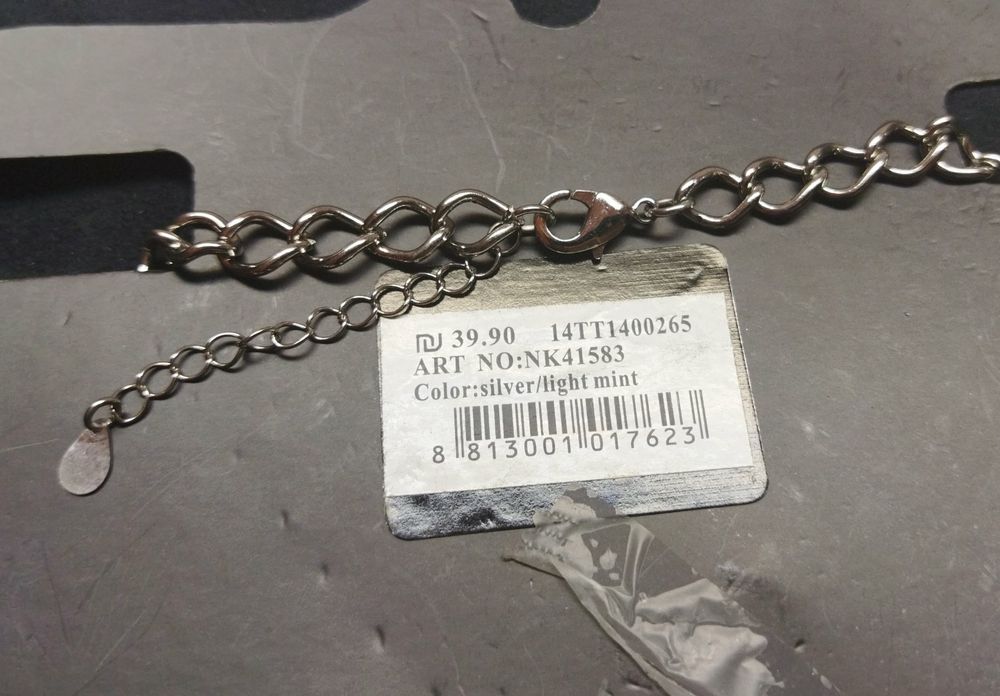 ₪ 39.90 14TT1400265
ART NO:NK41583
Color:silver/light mint
8 813001 017623